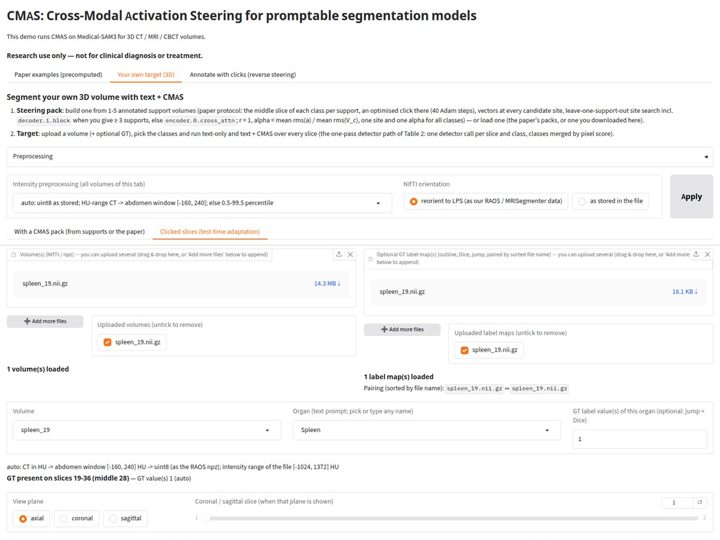 CMAS: Cross-Modal Activation Steering for promptable segmentation models
This demo runs CMAS on Medical-SAM3 for 3D CT / MRI / CBCT volumes.
Research use only — not for clinical diagnosis or treatment.
Paper examples (precomputed)
Your own target (3D)
Annotate with clicks (reverse steering)
Segment your own 3D volume with text + CMAS
1. Steering pack: build one from 1-5 annotated support volumes (paper protocol: the middle slice of each class per support, an optimised click there (40 Adam steps), vectors at every candidate site, leave-one-support-out site search incl.
decoder.1.block when you give ≥ 3 supports, else encoder.0.cross_attn; r = 1, alpha = mean rms(a) / mean rms(V_c), one site and one alpha for all classes) — or load one (the paper's packs, or one you downloaded here).
2. Target: upload a volume (+ optional GT), pick the classes and run text-only and text + CMAS over every slice (the one-pass detector path of Table 2: one detector call per slice and class, classes merged by pixel score).
Preprocessing
Intensity preprocessing (all volumes of this tab)
auto: uint8 as stored; HU-range CT -> abdomen window [-160, 240]; else 0.5-99.5 percentile
NIfTI orientation
reorient to LPS (as our RAOS / MRISegmenter data)
as stored in the file
Apply
With a CMAS pack (from supports or the paper)
Clicked slices (test-time adaptation)
Volume(s) (NIfTI / npz) — you can upload several (drag & drop here, or 'Add more files' below to append)
spleen_19.nii.gz
14.3 MB ↓
+ Add more files
Uploaded volumes (untick to remove)
spleen_19.nii.gz
1 volume(s) loaded
Optional GT label map(s) (outline, Dice, jump; paired by sorted file name) — you can upload several (drag & drop here, or 'Add more files'
below to append)
spleen_19.nii.gz
18.1 KB ↓
+ Add more files
Uploaded label maps (untick to remove)
spleen_19.nii.gz
1 label map(s) loaded
Pairing (sorted by file name): spleen_19.nii.gz ↔ spleen_19.nii.gz
Volume
spleen_19
Organ (text prompt; pick or type any name)
Spleen
GT label value(s) of this organ (optional: jump +
Dice)
1
auto: CT in HU -> abdomen window [-160, 240] HU -> uint8 (as the RAOS npz); intensity range of the file [-1024, 1372] HU
GT present on slices 19-36 (middle 28) — GT value(s) 1 (auto)
View plane
axial
coronal
sagittal
Coronal / sagittal slice (when that plane is shown)
1
1
2